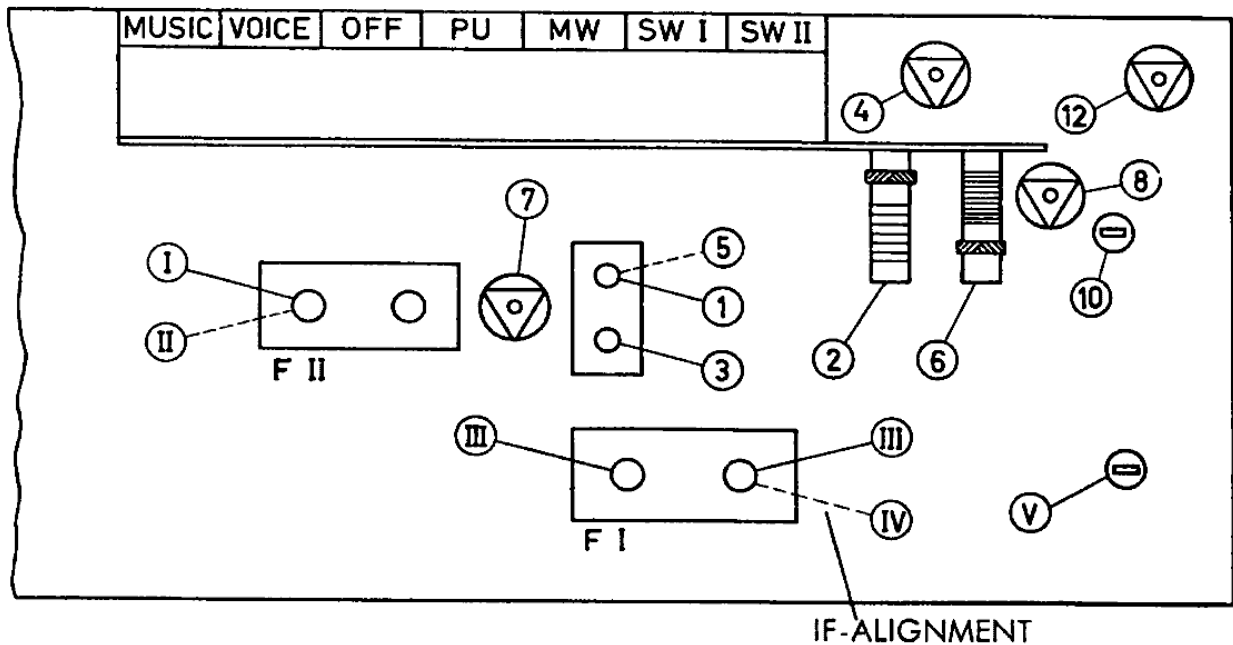 MUSIC VOICE OFF PU MW SW I SW II
4
12
8
7
5
I
1
10
II
2
6
F II
3
III
III
IV
V
F I
IF-ALIGNMENT